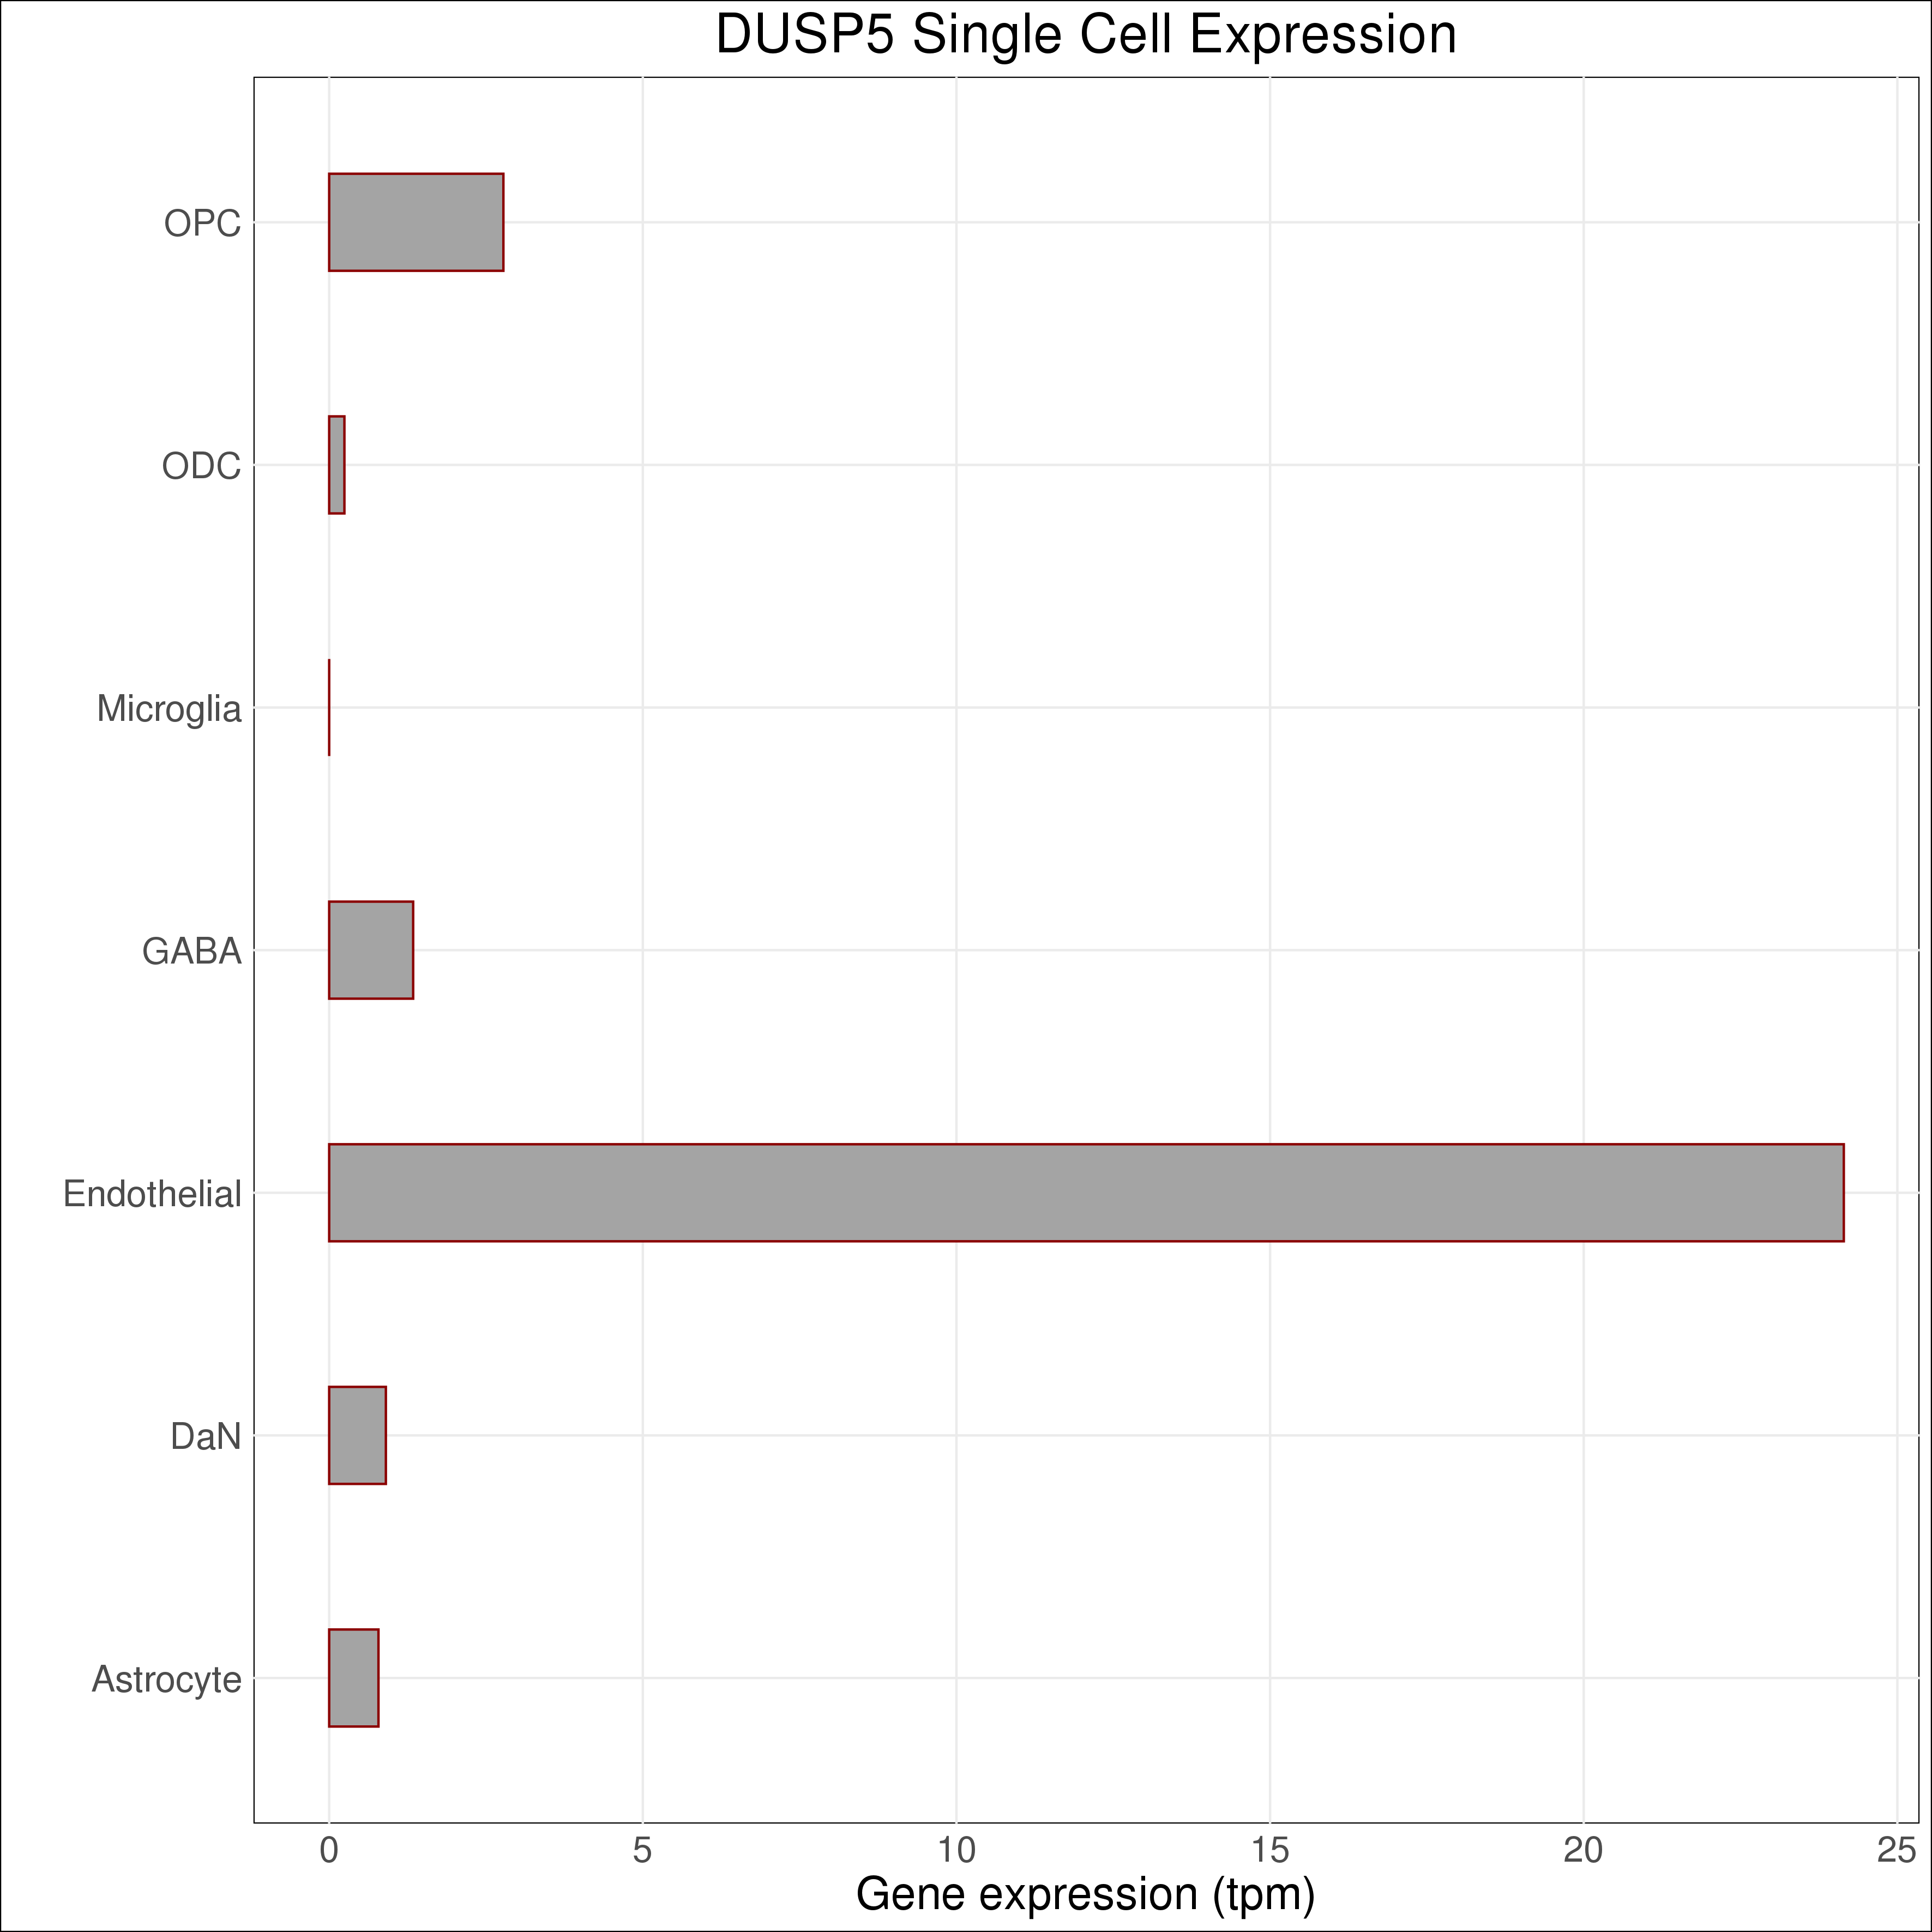 DUSP5 Single Cell Expression
OPC
ODC
Microglia
GABA
Endothelial
DaN
Astrocyte
0 5 10 15 20 25
Gene expression (tpm)